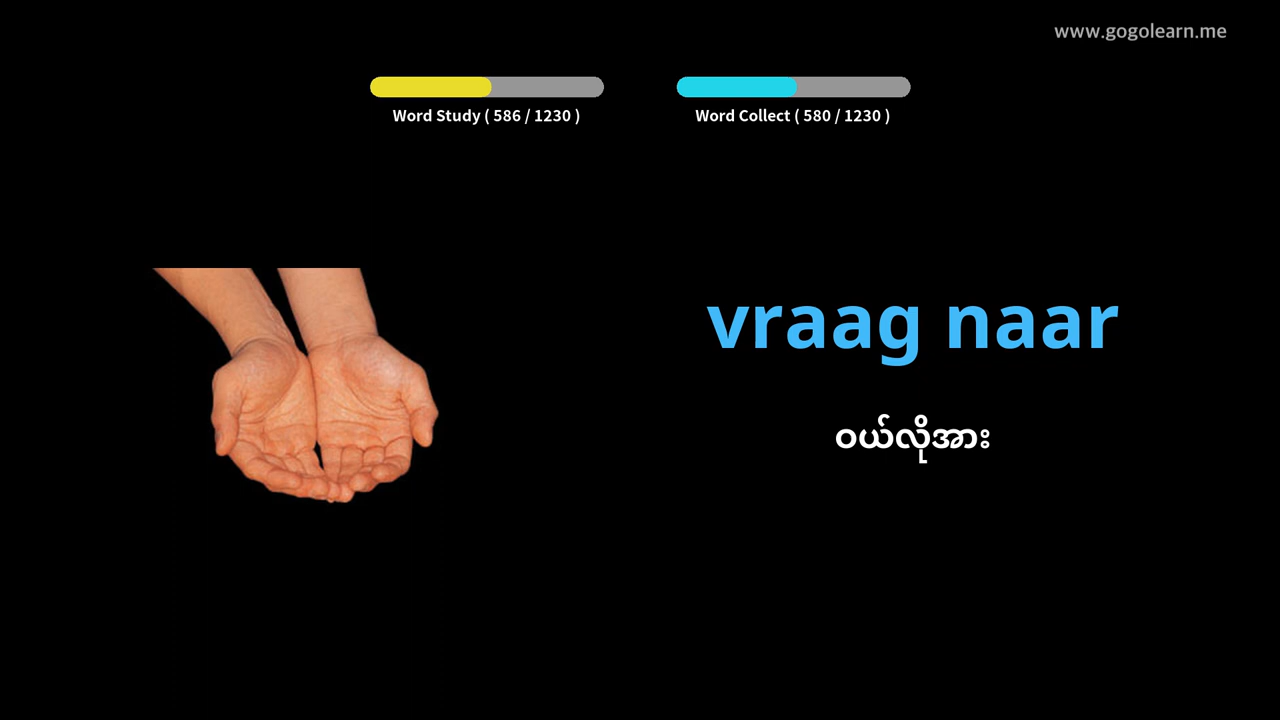 www.gogolearn.me
Word Study ( 586 / 1230 )
Word Collect ( 580 / 1230 )
vraag naar
ဝယ်လိုအား